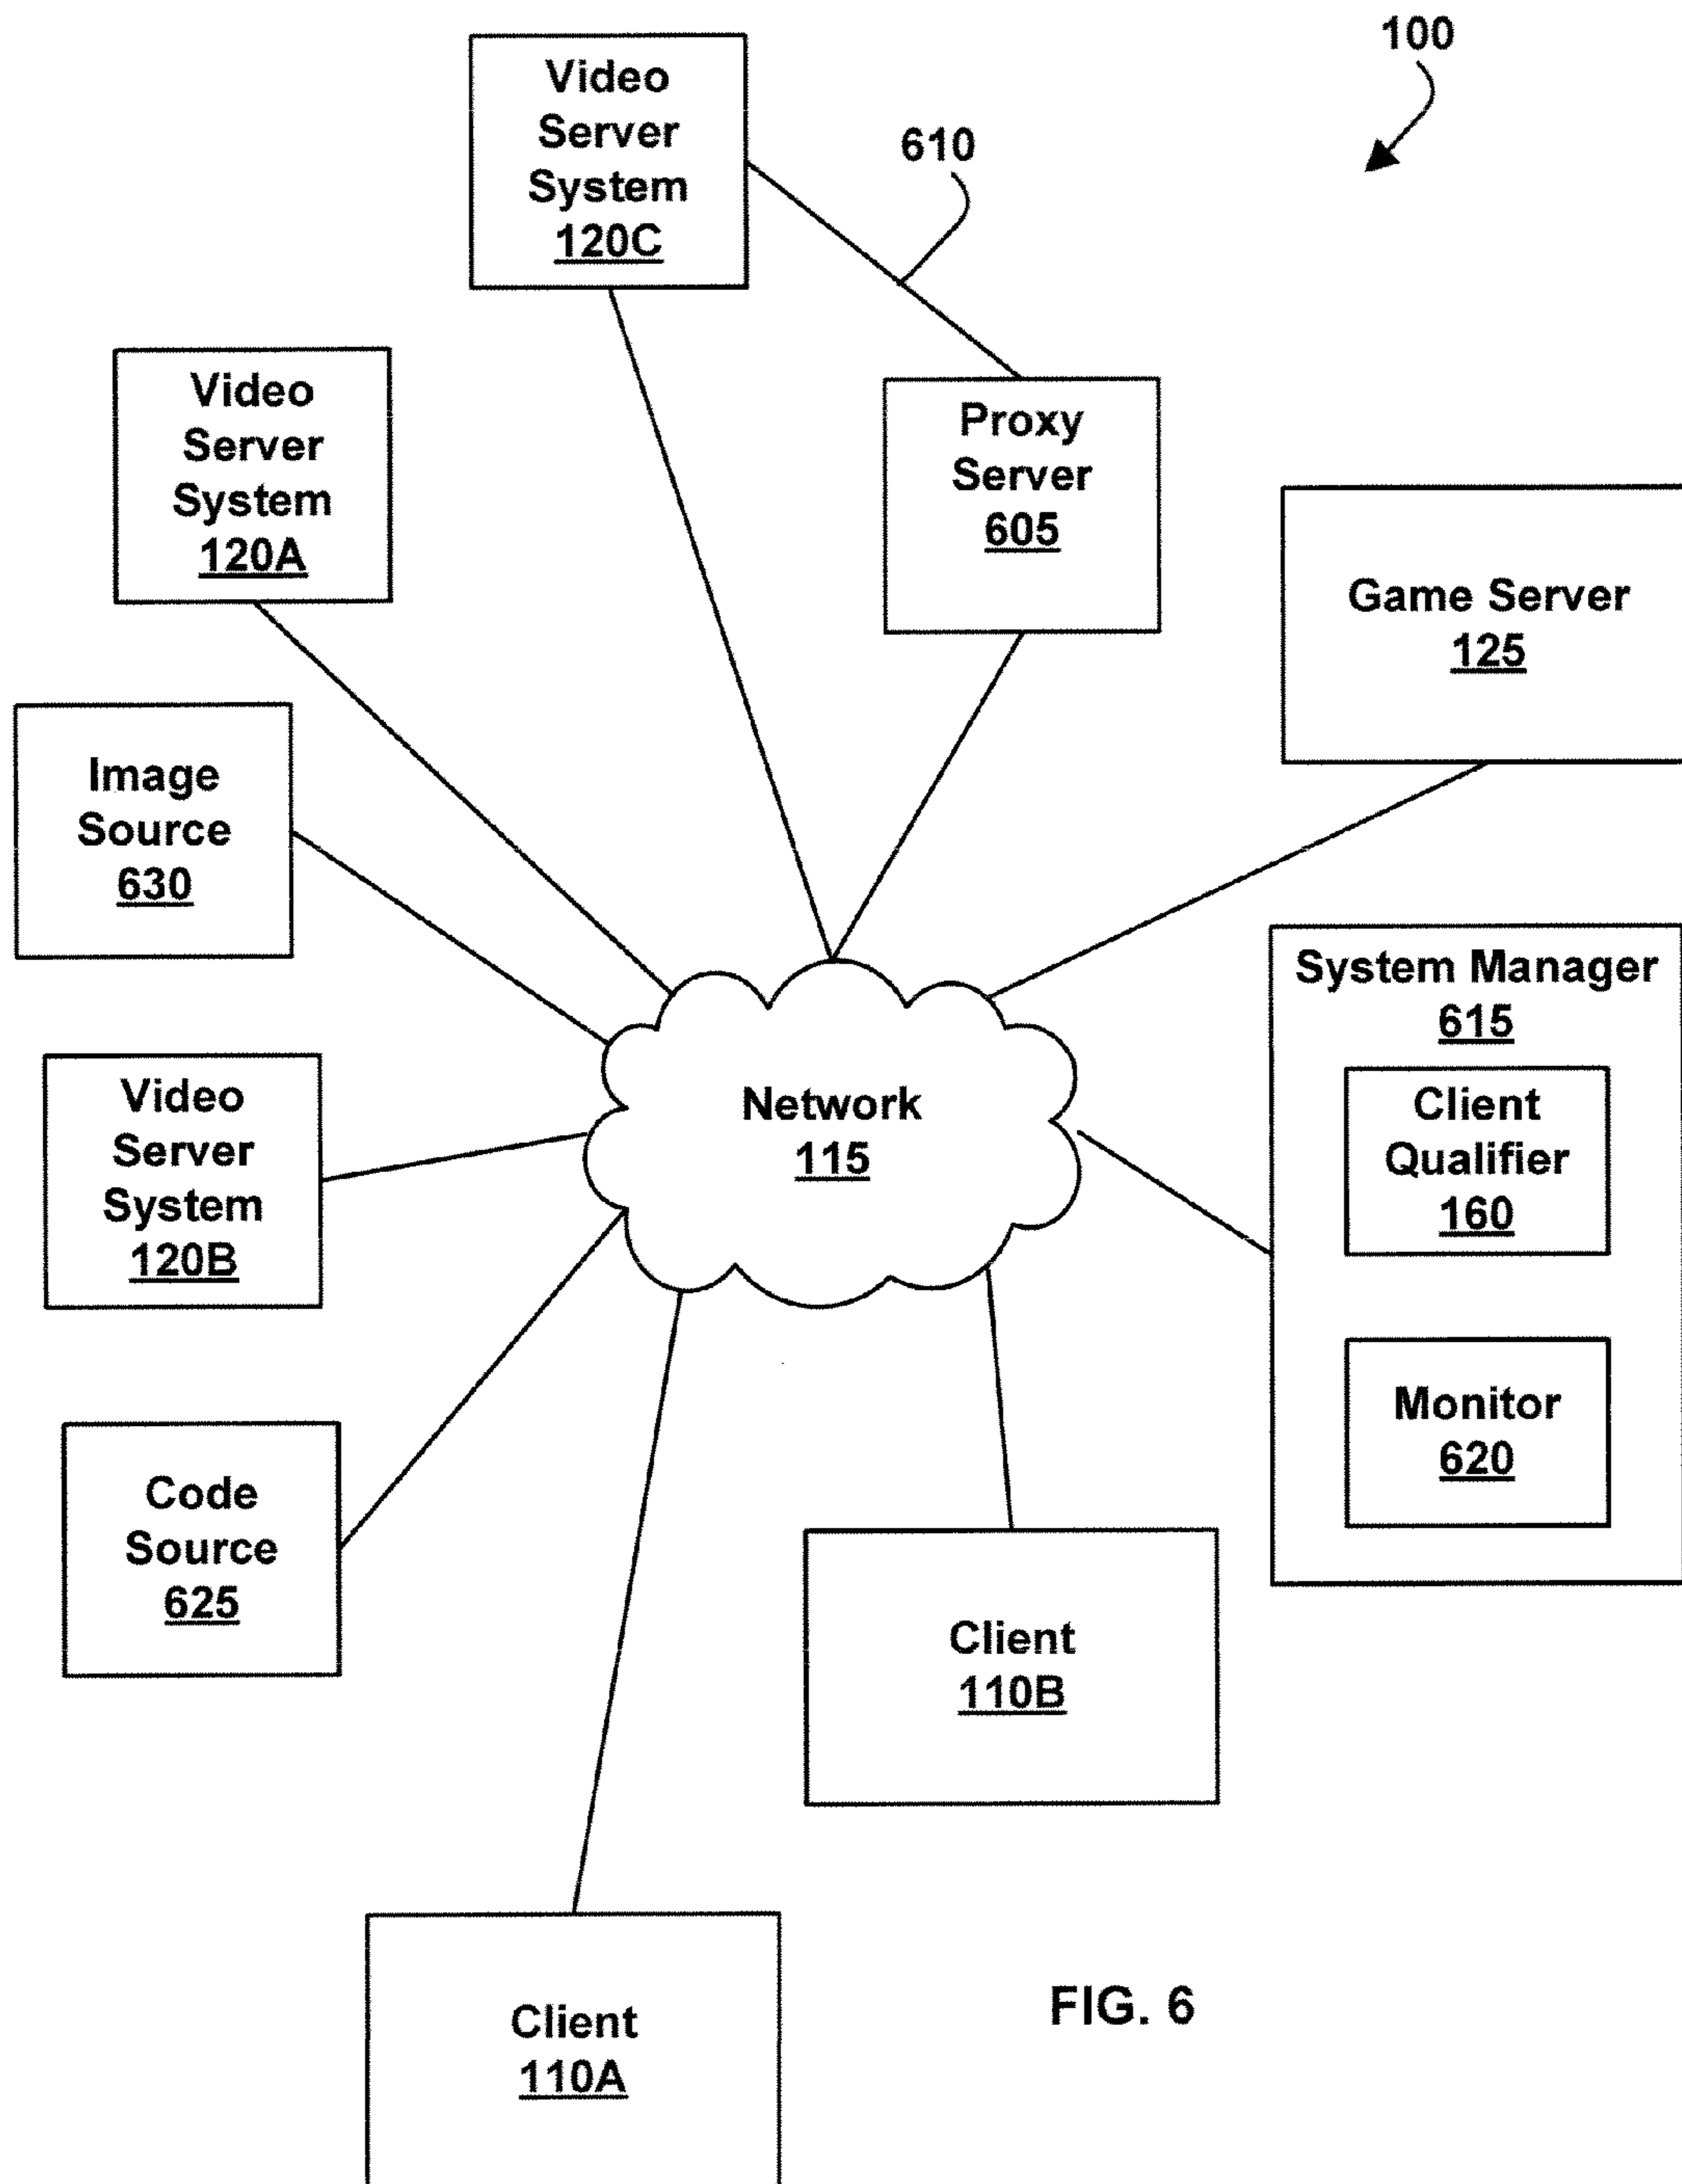 100
Video
Server
System
120C
610
Video
Server
System
120A
Proxy
Server
605
Game Server
125
Image
Source
630
System Manager
615
Client
Qualifier
160
Monitor
620
Network
115
Video
Server
System
120B
Code
Source
625
Client
110B
Client
110A
FIG. 6